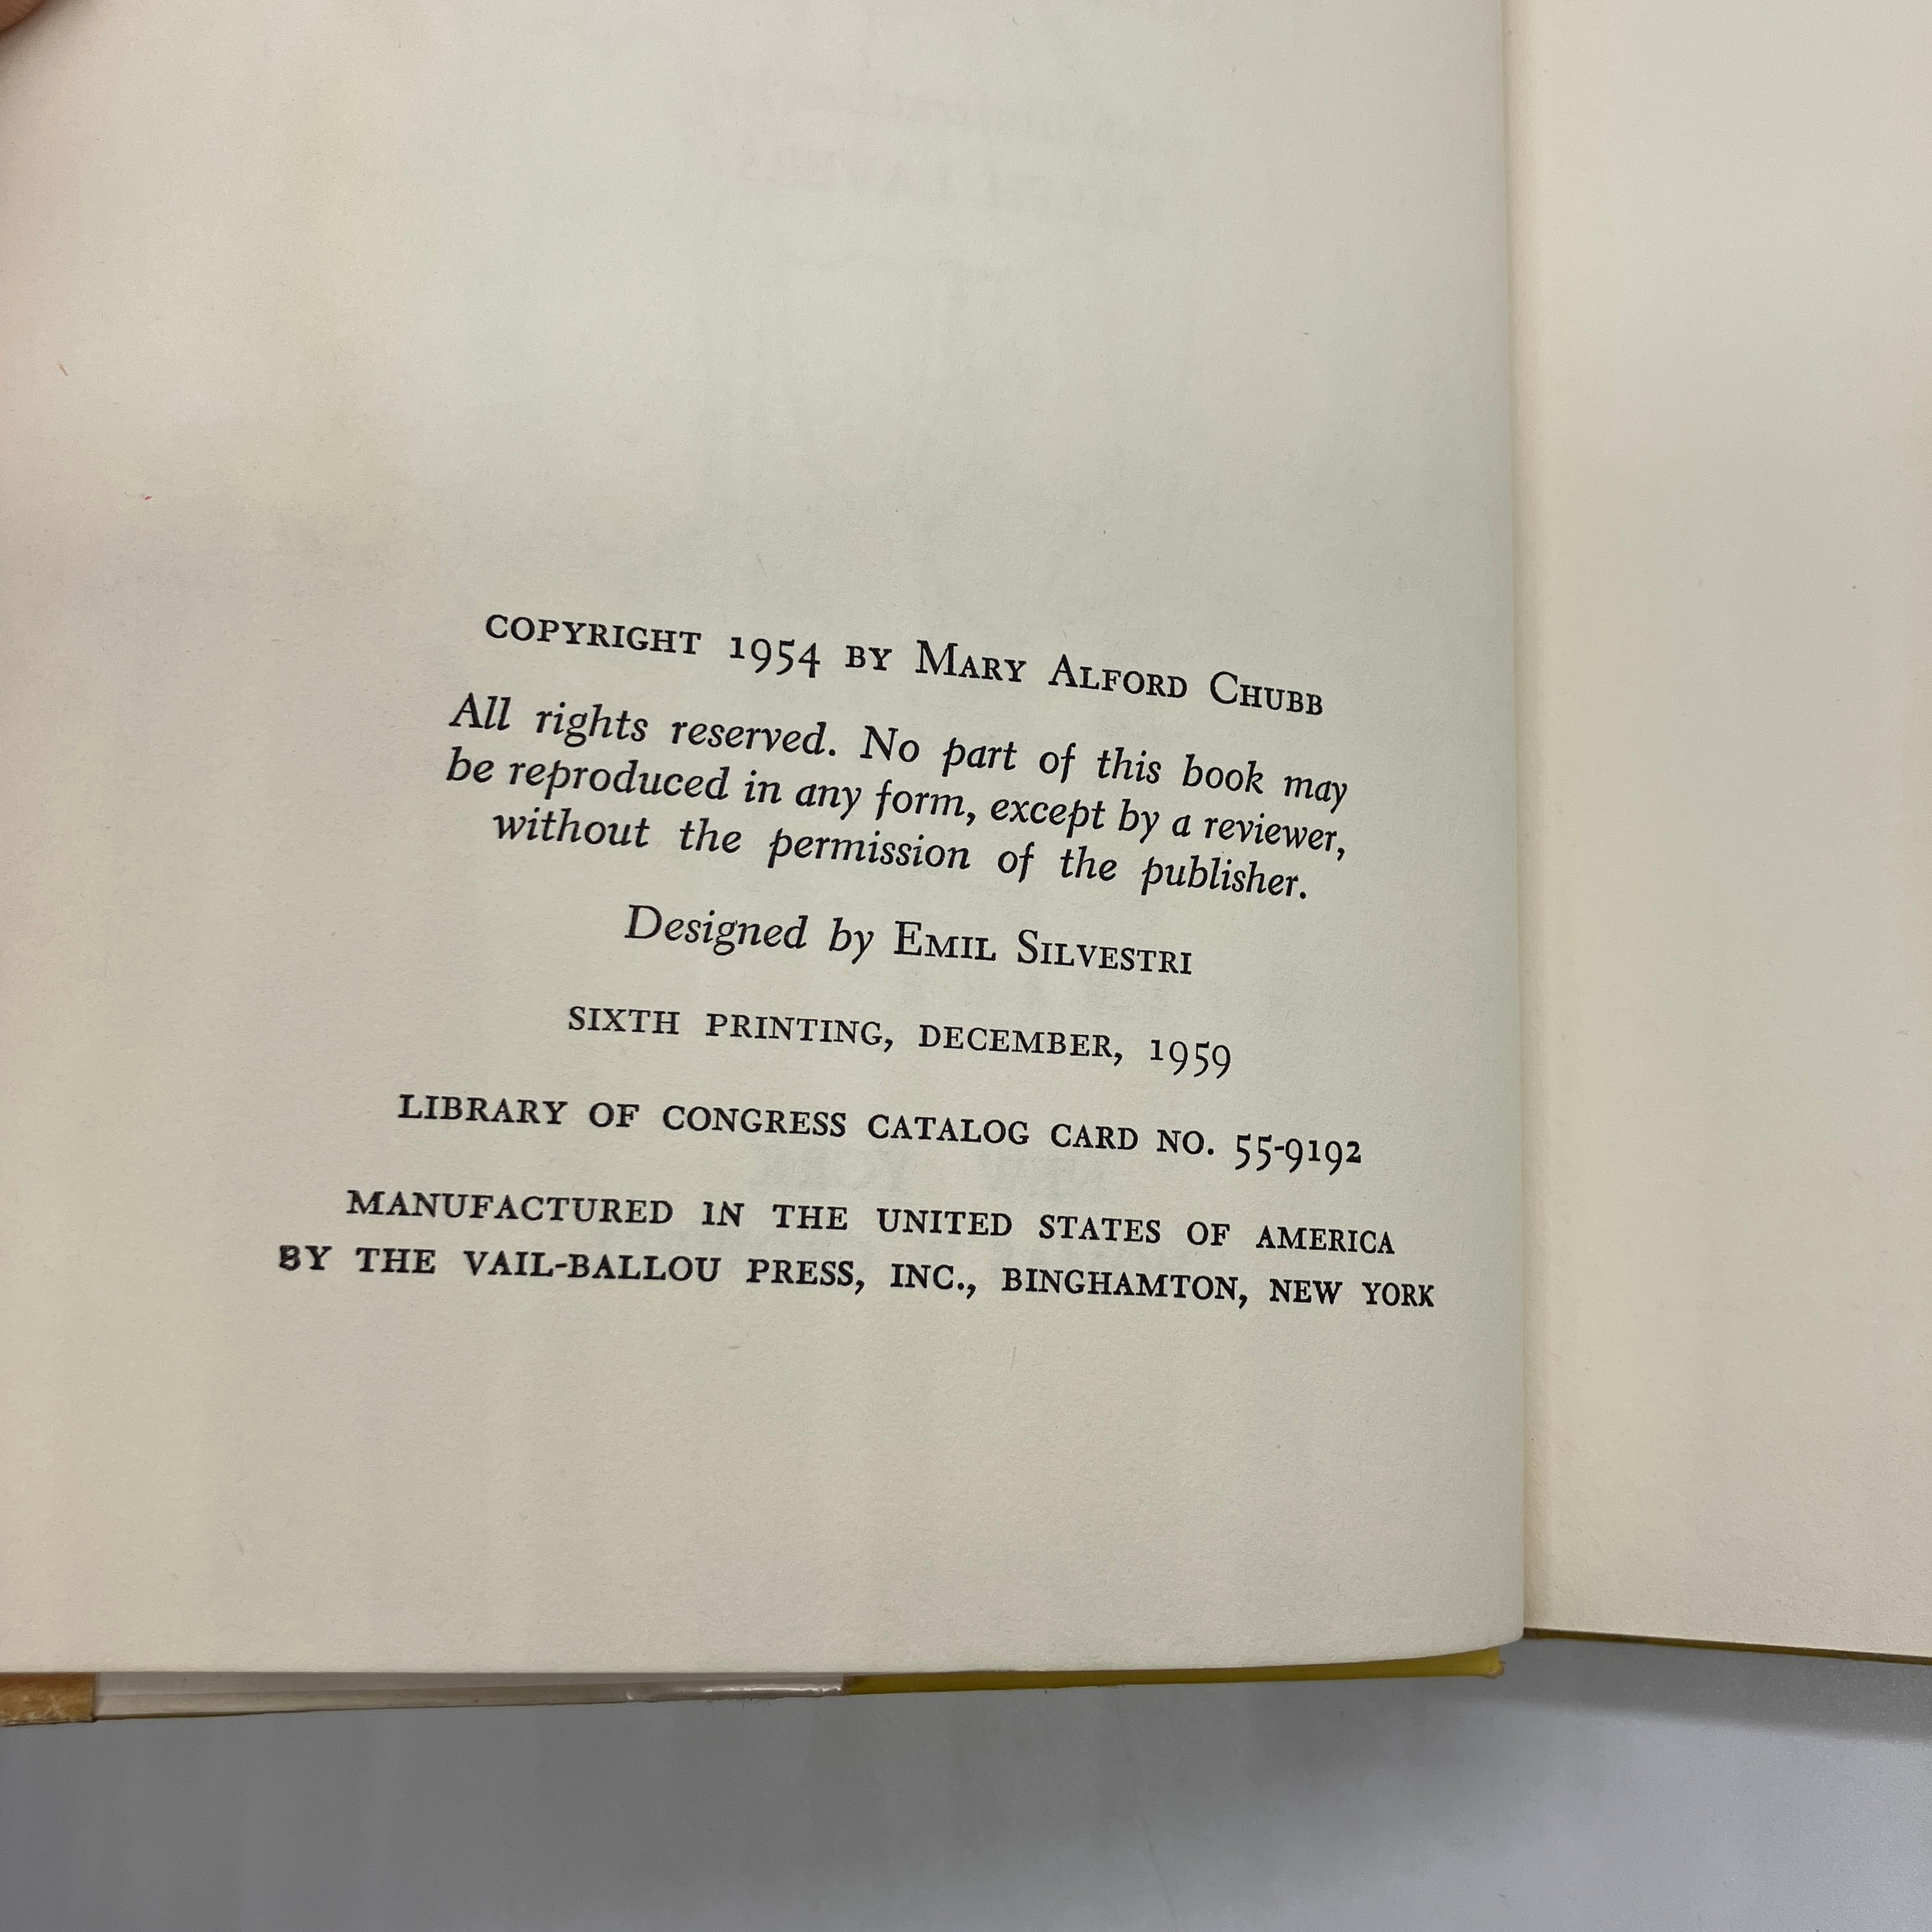 COPYRIGHT 1954 BY MARY ALFORD CHUBB
All rights reserved. No part of this book may
be reproduced in any form, except by a reviewer,
without the permission of the publisher.
Designed by EMIL SILVESTRI
SIXTH PRINTING, DECEMBER, 1959
LIBRARY OF CONGRESS CATALOG CARD NO. 55-9192
MANUFACTURED IN THE UNITED STATES OF AMERICA
BY THE VAIL-BALLOU PRESS, INC., BINGHAMTON, NEW YORK